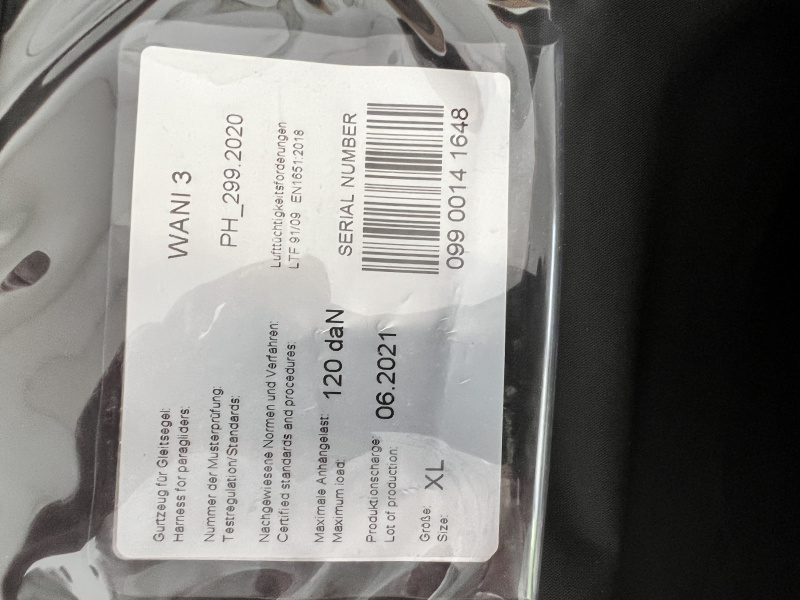 Gurtzeug für Gleitsegel:
Harness for paragliders:
WANI 3
Nummer der Musterprüfung:
Testregulation/Standards:
PH_299.2020
Nachgewiesene Normen und Verfahren:
Certified standards and procedures:
Lufttüchtigkeitsforderungen
LTF 91/09 EN1651:2018
Maximale Anhängelast:
Maximum load:
120 daN
SERIAL NUMBER
Produktionscharge:
Lot of production:
06.2021
Größe:
Size:
XL
099 0014 1648